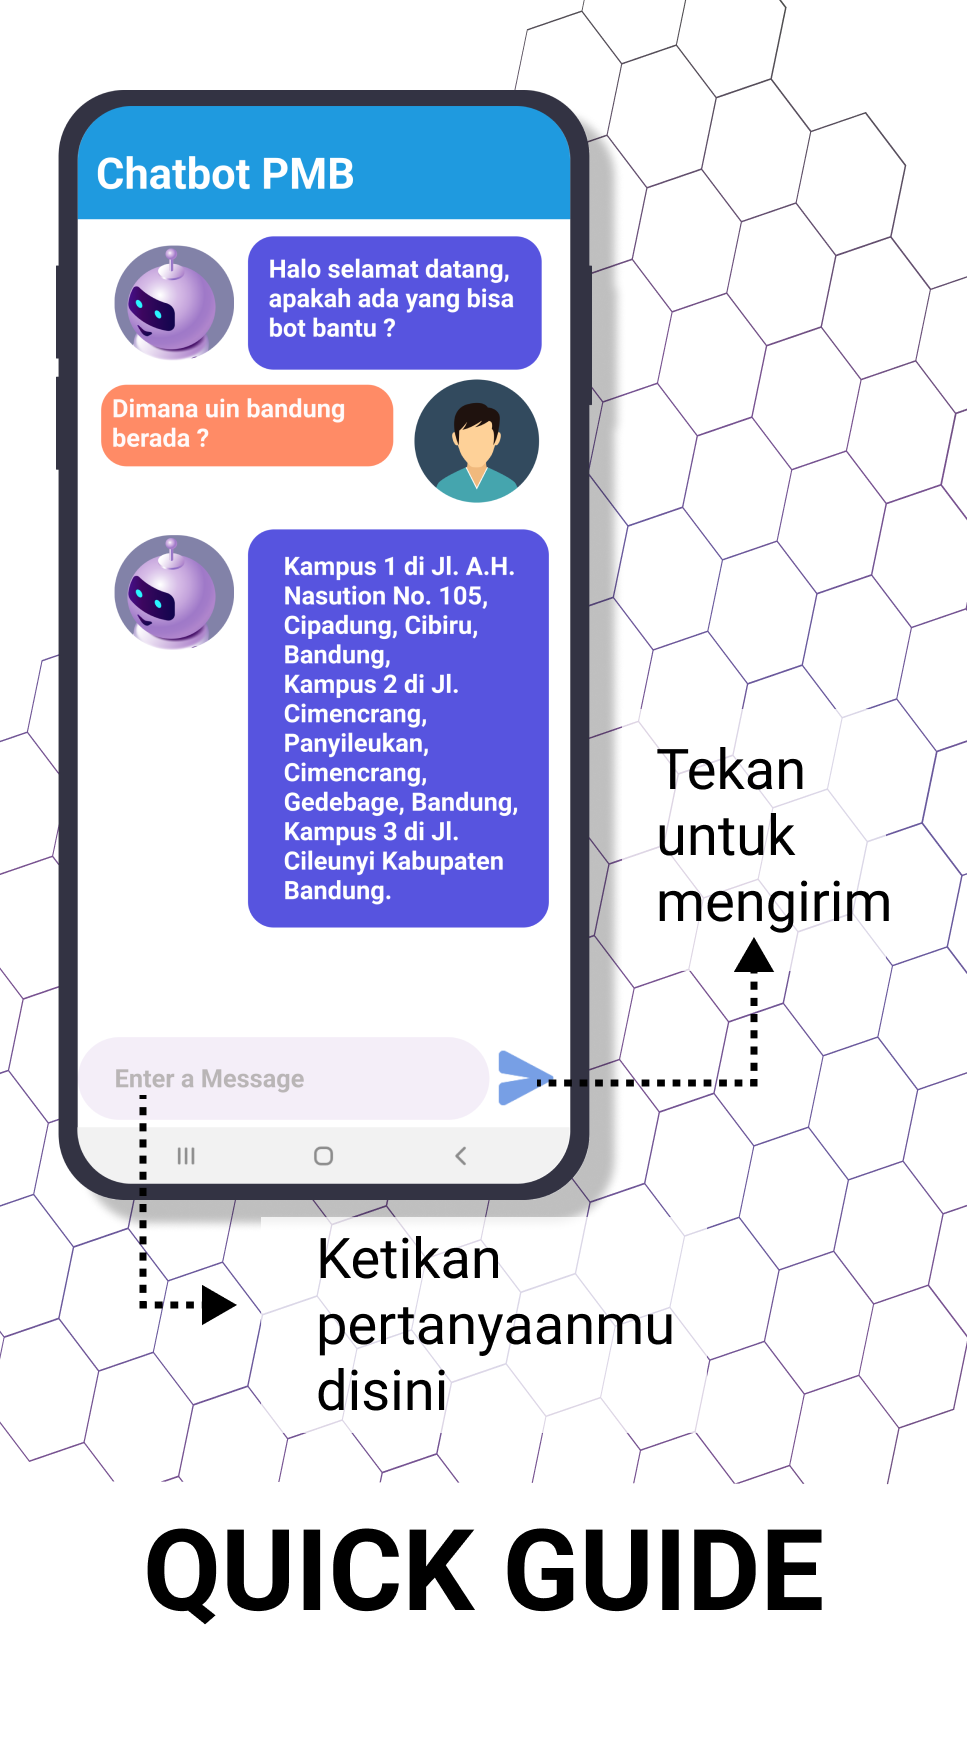 Chatbot PMB
Halo selamat datang,
apakah ada yang bisa
bot bantu ?
Dimana uin bandung
berada ?
Kampus 1 di Jl. A.H.
Nasution No. 105,
Cipadung, Cibiru,
Bandung,
Kampus 2 di Jl.
Cimencrang,
Panyileukan,
Cimencrang,
Gedebage, Bandung,
Kampus 3 di Jl.
Cileunyi Kabupaten
Bandung.
Tekan
untuk
mengirim
Enter a Message
Ketikan
pertanyaanmu
disini
QUICK GUIDE